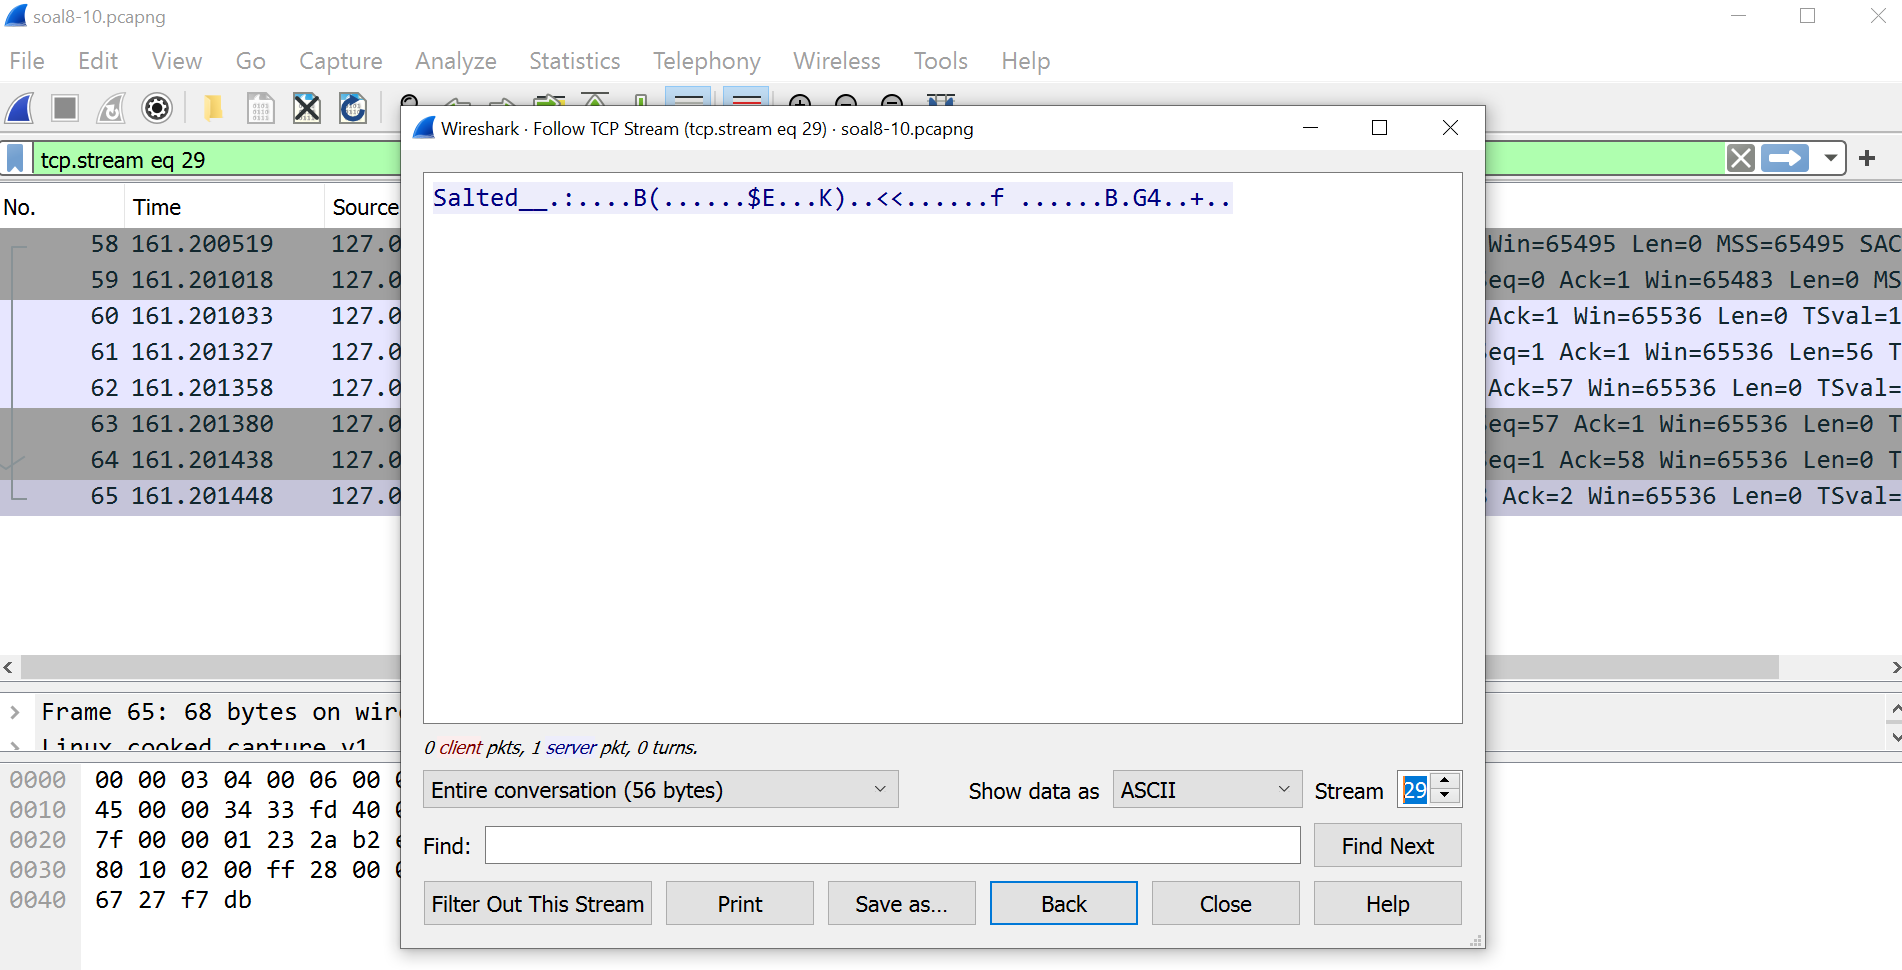 soal8-10.pcapng
File Edit View Go Capture Analyze Statistics Telephony Wireless Tools Help
Wireshark · Follow TCP Stream (tcp.stream eq 29) · soal8-10.pcapng
tcp.stream eq 29
No. Time Source
Salted__.:....B(......$E...K)..<<......f ......B.G4..+..
58 161.200519 127.0 Win=65495 Len=0 MSS=65495 SAC
59 161.201018 127.0 eq=0 Ack=1 Win=65483 Len=0 MS
60 161.201033 127.0 Ack=1 Win=65536 Len=0 TSval=1
61 161.201327 127.0 eq=1 Ack=1 Win=65536 Len=56 T
62 161.201358 127.0 Ack=57 Win=65536 Len=0 TSval=
63 161.201380 127.0 eq=57 Ack=1 Win=65536 Len=0 T
64 161.201438 127.0 eq=1 Ack=58 Win=65536 Len=0 T
65 161.201448 127.0 Ack=2 Win=65536 Len=0 TSval=
Frame 65: 68 bytes on wir
Linux cooked capture v1
0 client pkts, 1 server pkt, 0 turns.
0000 00 00 03 04 00 06 00
0010 45 00 00 34 33 fd 40
0020 7f 00 00 01 23 2a b2
0030 80 10 02 00 ff 28 00
0040 67 27 f7 db
Entire conversation (56 bytes) Show data as ASCII Stream 29
Find: Find Next
Filter Out This Stream Print Save as... Back Close Help